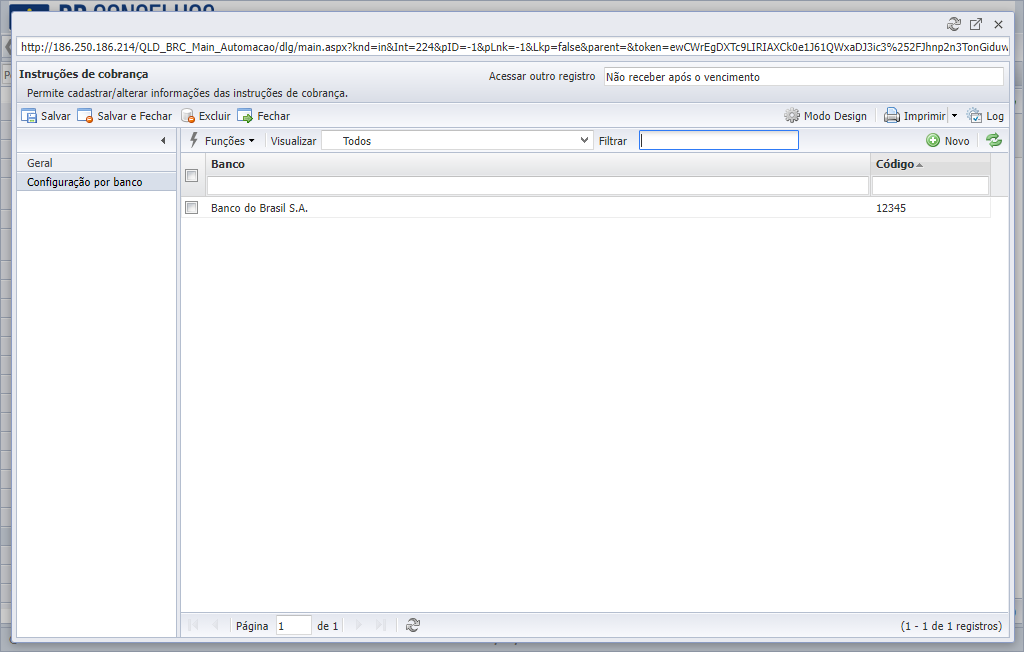 http://186.250.186.214/QLD_BRC_Main_Automacao/dlg/main.aspx?knd=in&Int=224&pID=-1&pLnk=-1&Lkp=false&parent=&token=ewCWrEgDXTc9LIRIAXCk0e1J61QWxaDJ3ic3%252FJhnp2n3TonGiduw
Instruções de cobrança
Acessar outro registro Não receber após o vencimento
Permite cadastrar/alterar informações das instruções de cobrança.
Salvar Salvar e Fechar Excluir Fechar Modo Design Imprimir Log
Funções Visualizar Todos Filtrar Novo
Geral
Configuração por banco
Banco Código
Banco do Brasil S.A. 12345
Página 1 de 1 (1 - 1 de 1 registros)